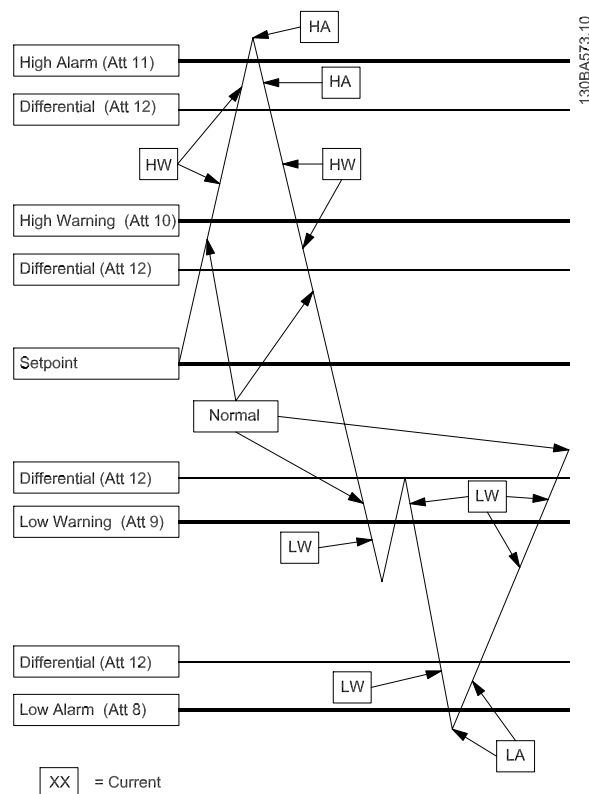 HA
130BA573.10
High Alarm (Att 11)
HA
Differential (Att 12)
HW
HW
High Warning (Att 10)
Differential (Att 12)
Setpoint
Normal
Differential (Att 12)
LW
Low Warning (Att 9)
LW
Differential (Att 12)
LW
Low Alarm (Att 8)
LA
XX = Current